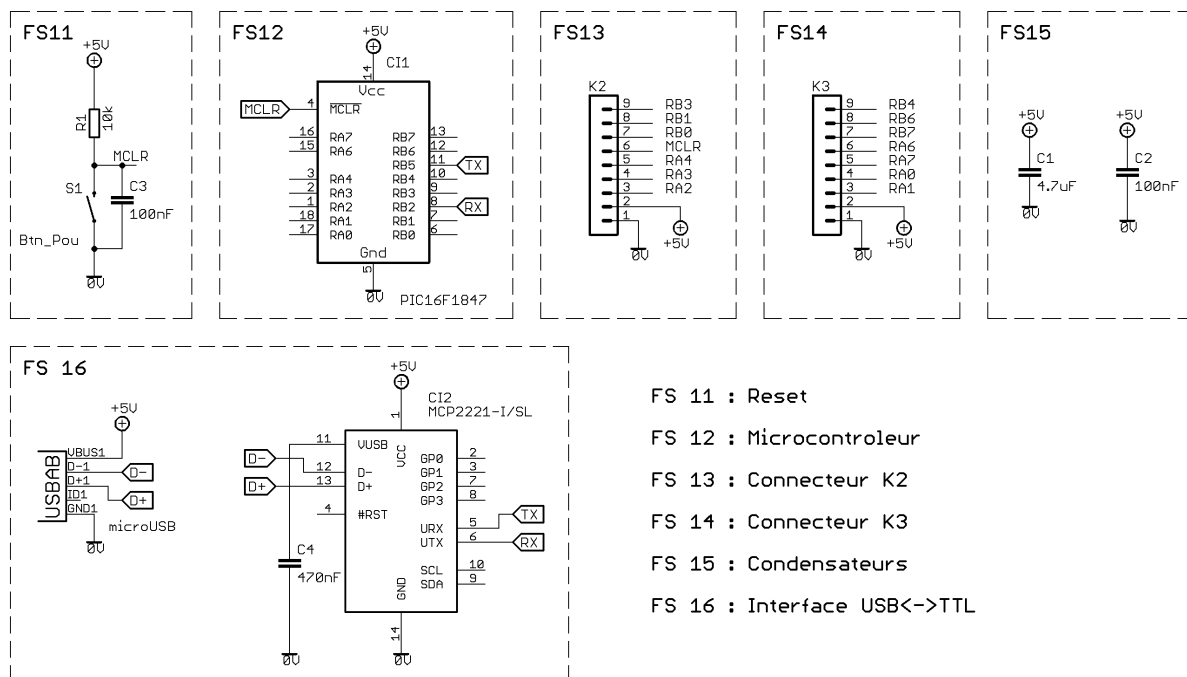 FS11
+5V
R1
10k
MCLR
S1
C3
100nF
Btn_Pou
0V
FS12
+5V
CI1
14
Vcc
MCLR
4
MCLR
16
RA7
RB7
13
15
RA6
RB6
12
RB5
11
TX
3
RA4
RB4
10
2
RA3
RB3
9
1
RA2
RB2
8
RX
18
RA1
RB1
7
17
RA0
RB0
6
Gnd
5
0V
PIC16F1847
FS13
K2
9 RB3
8 RB1
7 RB0
6 MCLR
5 RA4
4 RA3
3 RA2
2
1
+5V
0V
FS14
K3
9 RB4
8 RB6
7 RB7
6 RA6
5 RA7
4 RA0
3 RA1
2
1
+5V
0V
FS15
+5V
C1
4.7uF
0V
+5V
C2
100nF
0V
FS 16
+5V
USBAB
VBUS1
D-1
D+1
ID1
GND1
D-
D+
microUSB
0V
+5V
CI2
MCP2221-I/SL
1
VCC
11
VUSB
D-
12
D-
D+
13
D+
4
#RST
GP0
2
GP1
3
GP2
7
GP3
8
URX
5
TX
UTX
6
RX
SCL
10
SDA
9
GND
14
0V
C4
470nF
0V
FS 11 : Reset
FS 12 : Microcontroleur
FS 13 : Connecteur K2
FS 14 : Connecteur K3
FS 15 : Condensateurs
FS 16 : Interface USB<->TTL